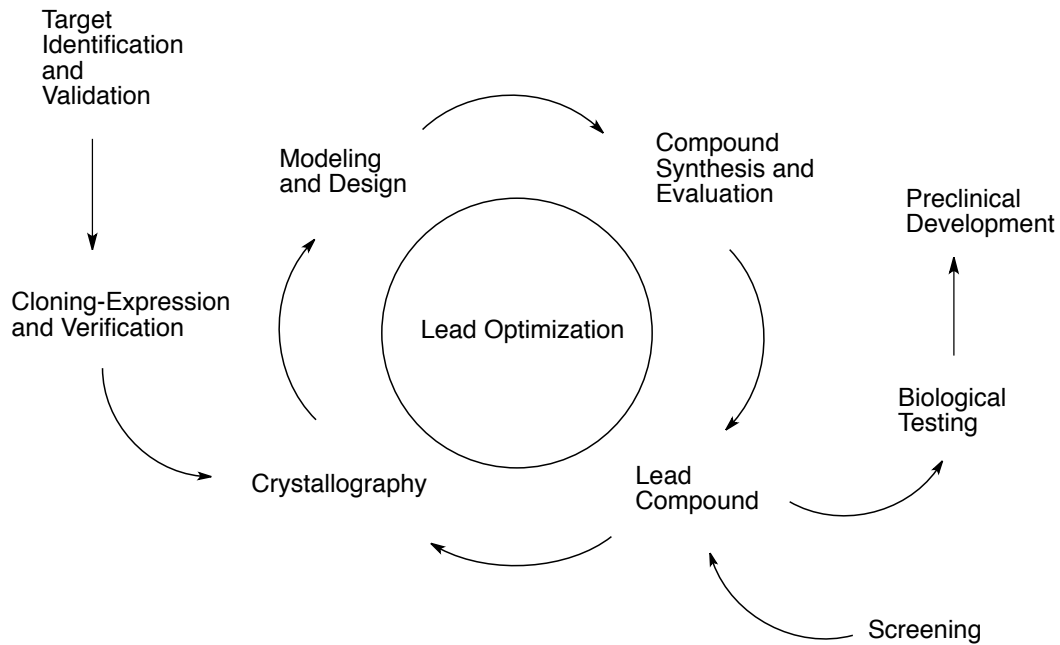 Target
Identification
and
Validation
Modeling
and Design
Compound
Synthesis and
Evaluation
Preclinical
Development
Cloning-Expression
and Verification
Lead Optimization
Biological
Testing
Crystallography
Lead
Compound
Screening